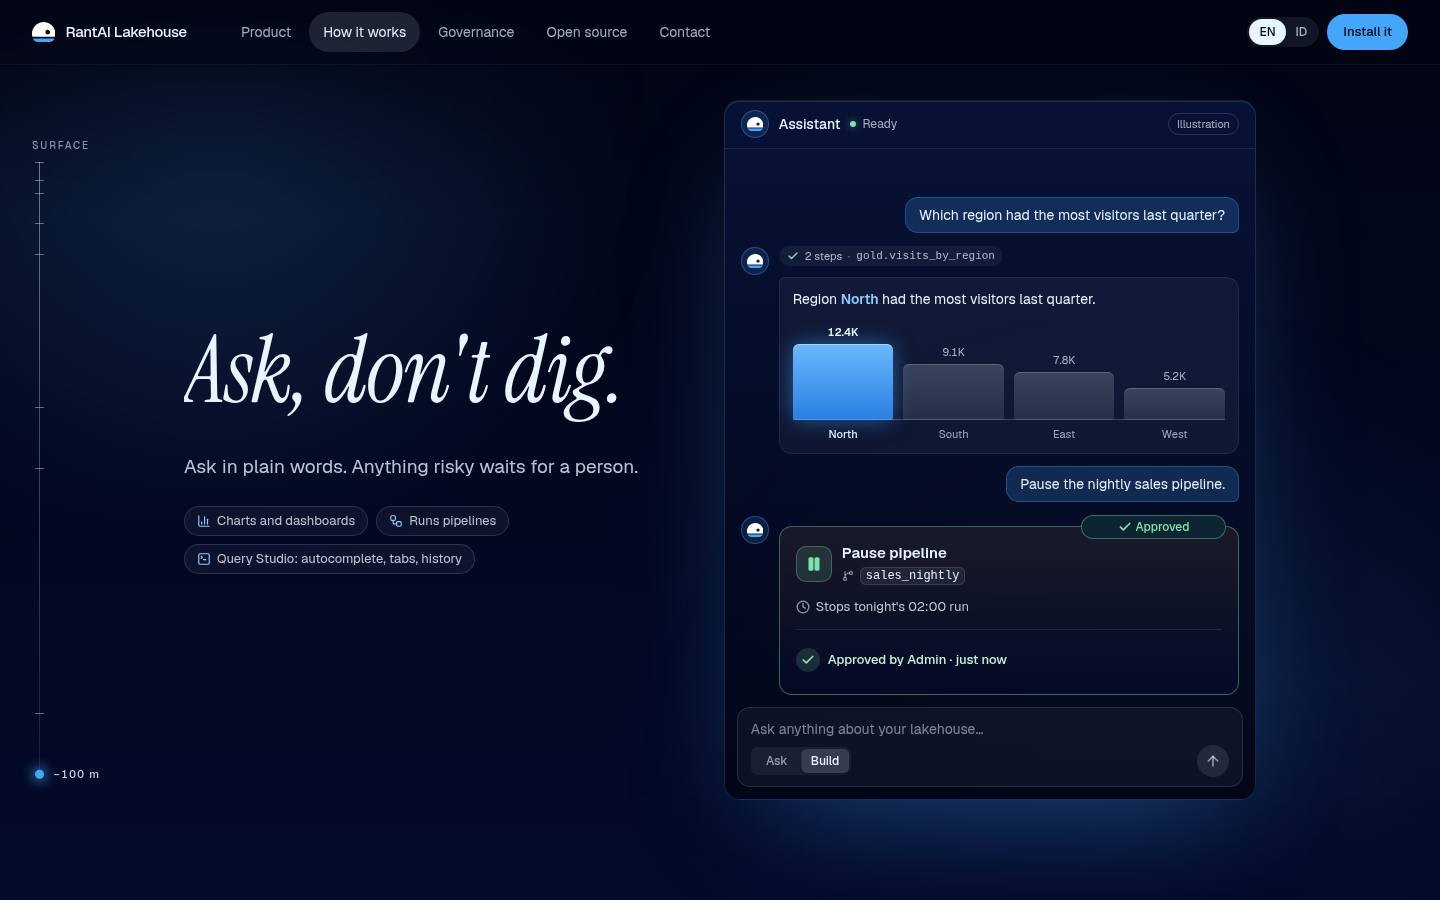 RantAI Lakehouse
Product
How it works
Governance
Open source
Contact
EN
ID
Install it
SURFACE
−100 m
Ask, don't dig.
Ask in plain words. Anything risky waits for a person.
Charts and dashboards
Runs pipelines
Query Studio: autocomplete, tabs, history
Assistant
Ready
Illustration
Which region had the most visitors last quarter?
2 steps · gold.visits_by_region
Region North had the most visitors last quarter.
12.4K
9.1K
7.8K
5.2K
North
South
East
West
Pause the nightly sales pipeline.
Approved
Pause pipeline
sales_nightly
Stops tonight's 02:00 run
Approved by Admin · just now
Ask anything about your lakehouse…
Ask
Build